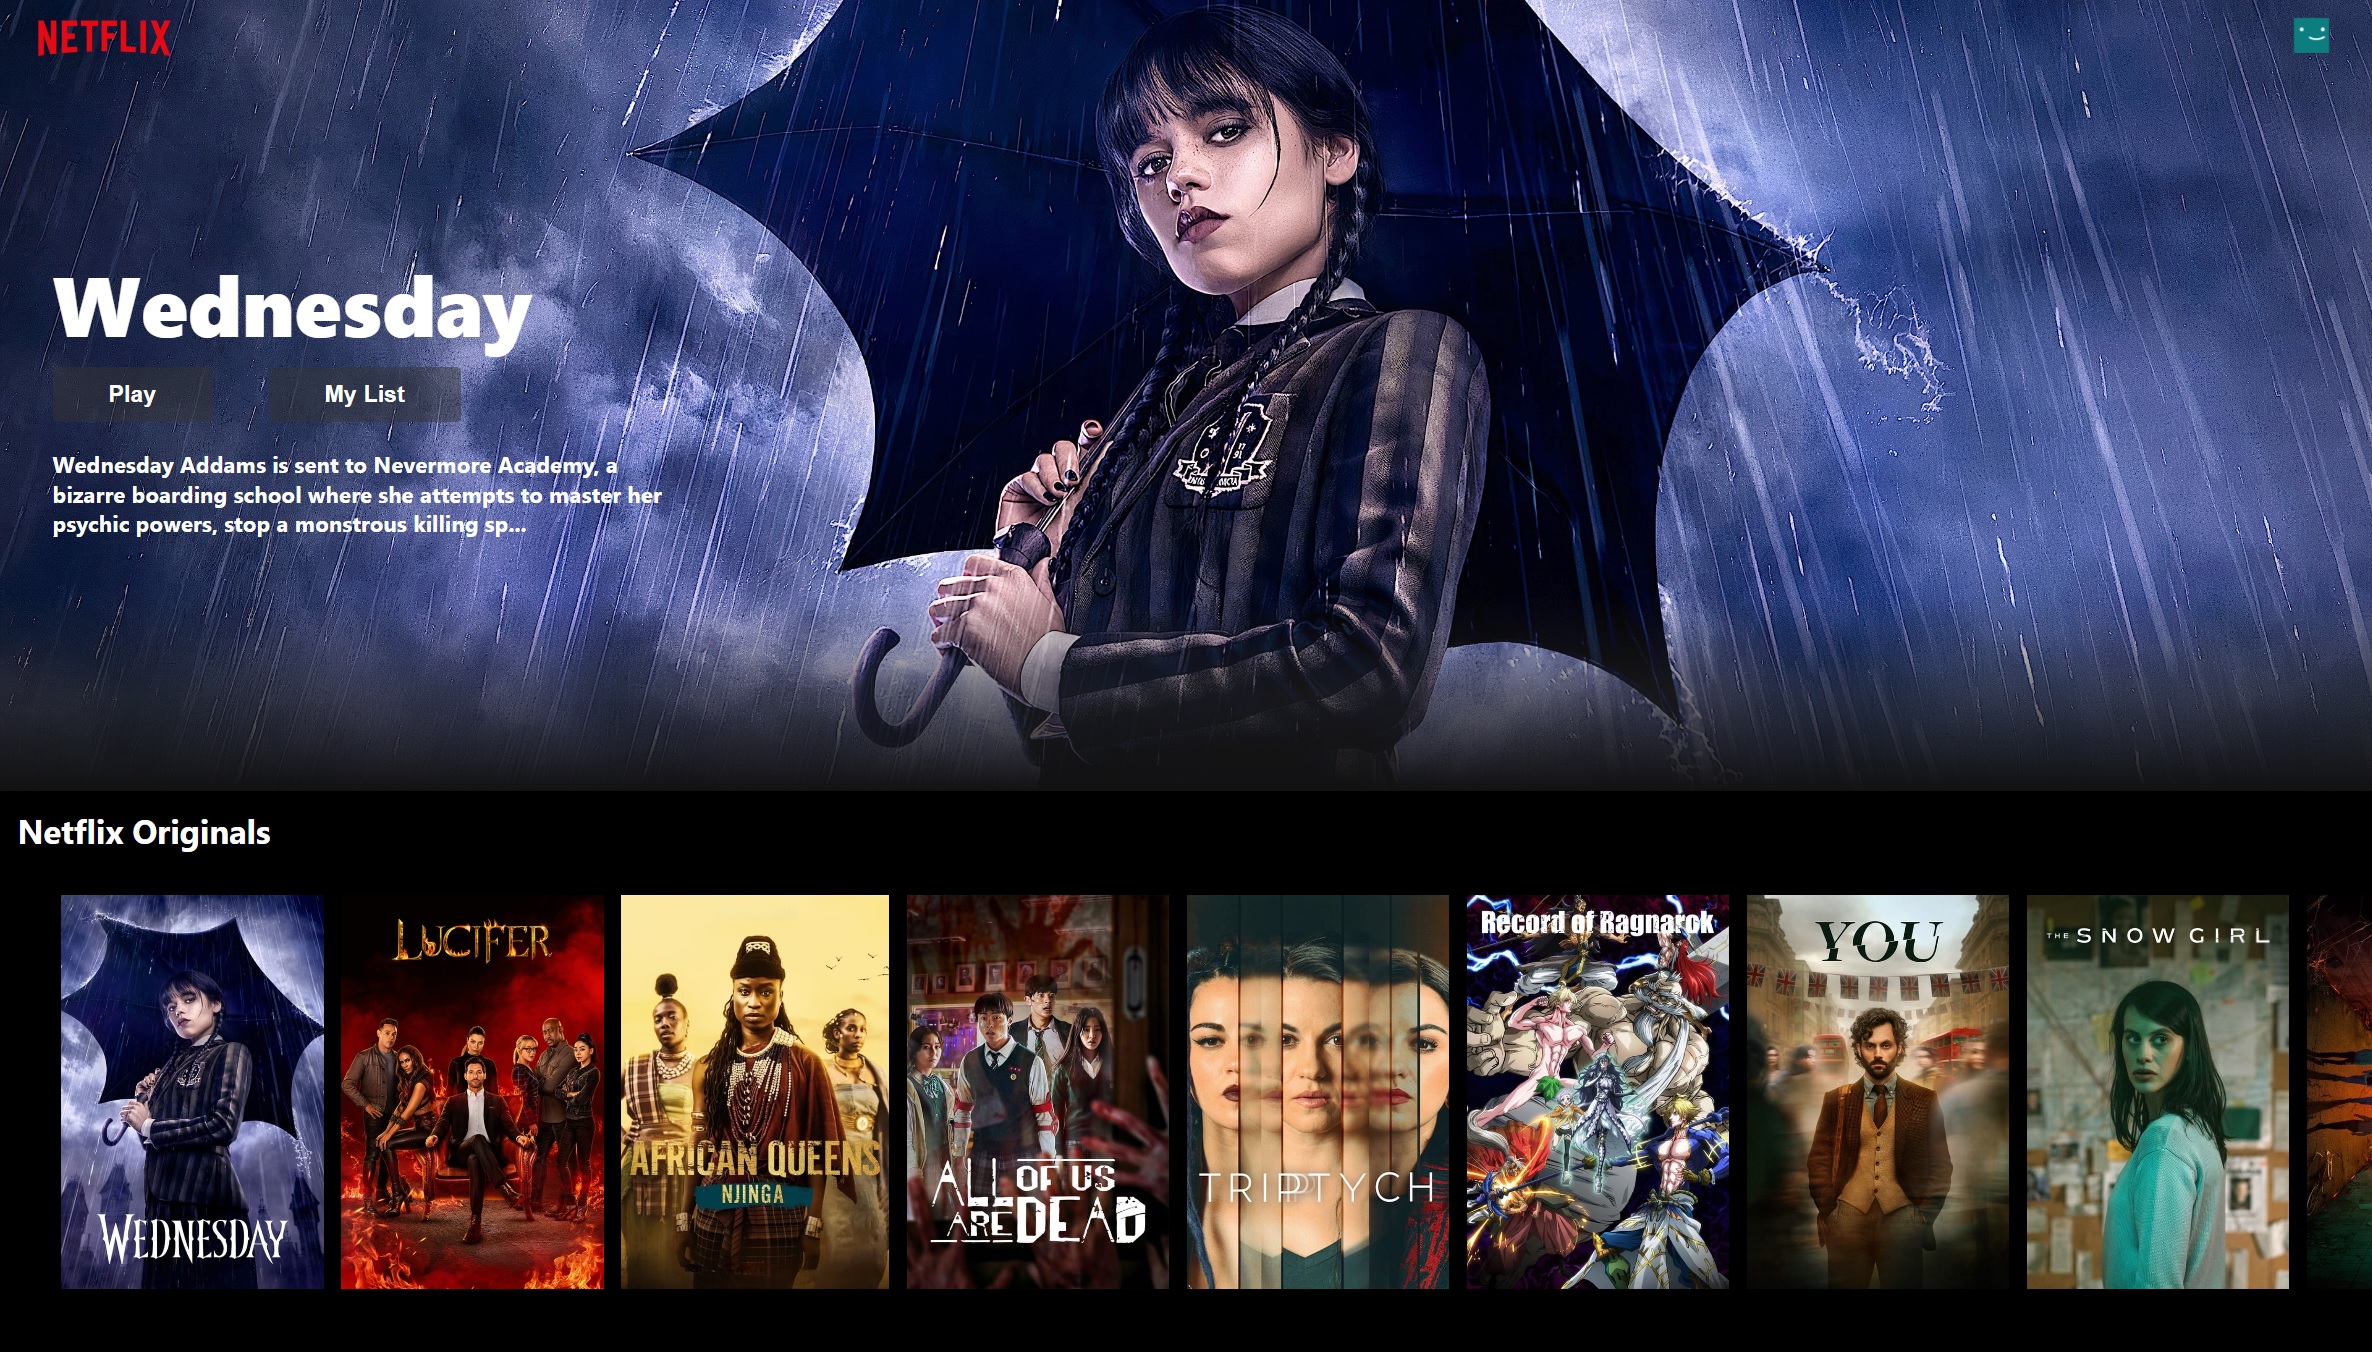 NETFLIX
Wednesday
Play
My List
Wednesday Addams is sent to Nevermore Academy, a
bizarre boarding school where she attempts to master her
psychic powers, stop a monstrous killing sp...
Netflix Originals
WEDNESDAY
LUCIFER
AFRICAN QUEENS
NJINGA
ALL OF US
ARE DEAD
TRIPTYCH
Record of Ragnarok
YOU
THE SNOW GIRL